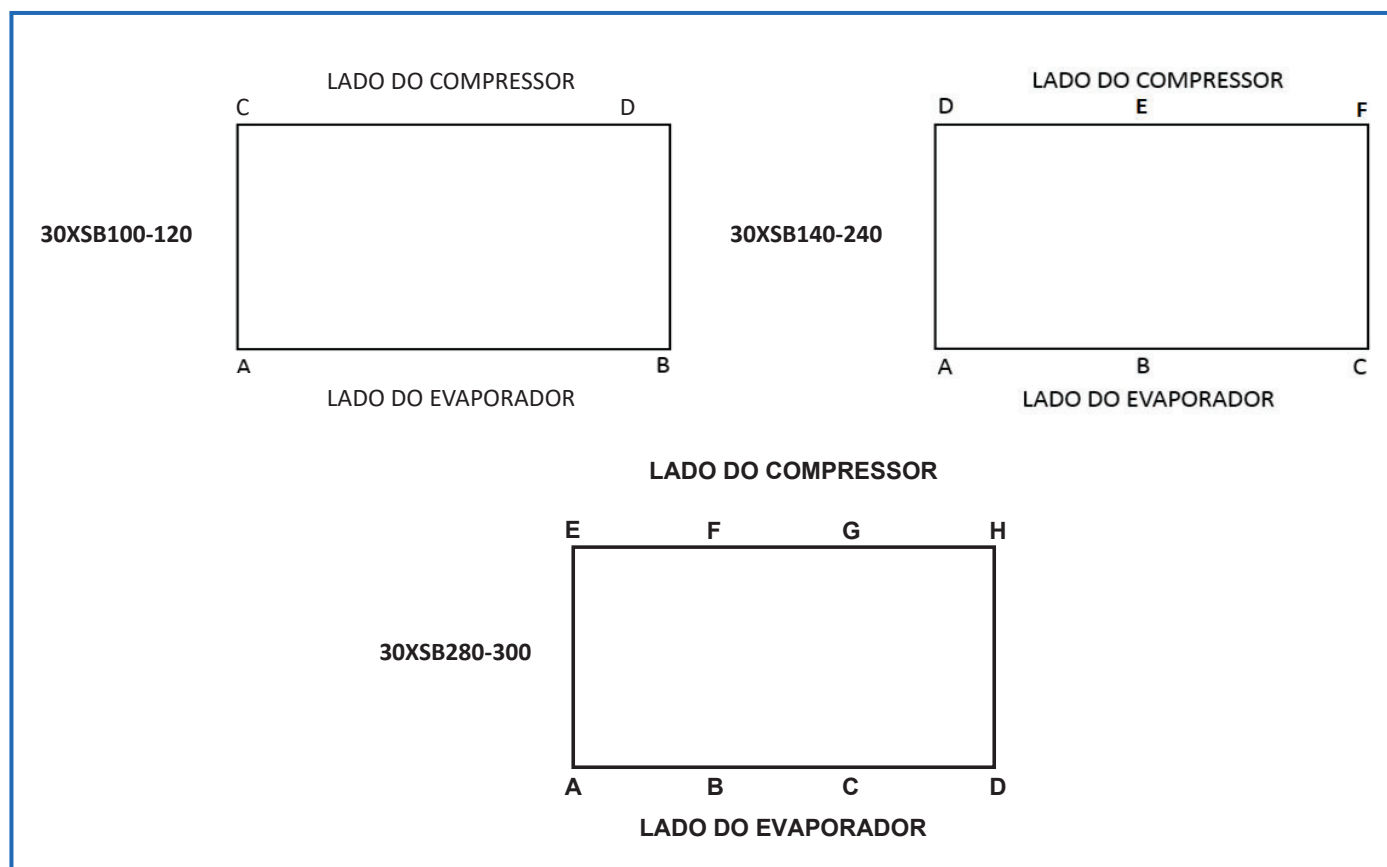 LADO DO COMPRESSOR
C D
30XSB100-120
A B
LADO DO EVAPORADOR
LADO DO COMPRESSOR
D E F
30XSB140-240
A B C
LADO DO EVAPORADOR
LADO DO COMPRESSOR
E F G H
30XSB280-300
A B C D
LADO DO EVAPORADOR